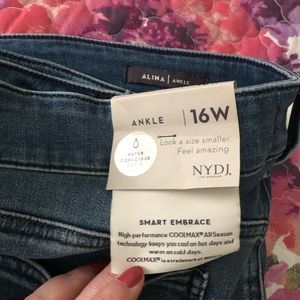 ALINA | ANKLE
ANKLE | 16W
WATER
CONSCIOUS
Look a size smaller.
Feel amazing.
NYDJ
LOS ANGELES
SMART EMBRACE
High-performance COOLMAX® All Season
technology keeps you cool on hot days and
warm on cold days.
COOLMAX® is a trademark of